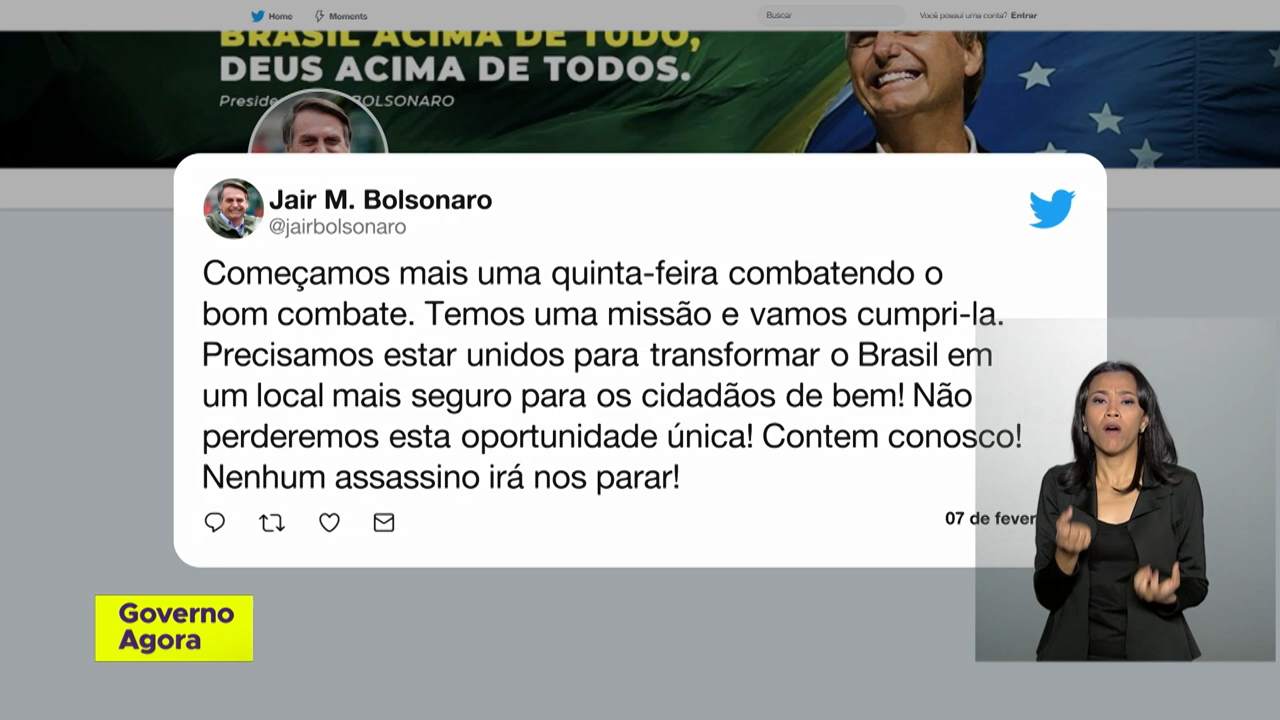 Home
Moments
Buscar
Você possui uma conta? Entrar
BRASIL ACIMA DE TUDO,
DEUS ACIMA DE TODOS.
BOLSONARO
Jair M. Bolsonaro
@jairbolsonaro
Começamos mais uma quinta-feira combatendo o
bom combate. Temos uma missão e vamos cumpri-la.
Precisamos estar unidos para transformar o Brasil em
um local mais seguro para os cidadãos de bem! Não
perderemos esta oportunidade única! Contem conosco!
Nenhum assassino irá nos parar!
07 de fever
Governo
Agora